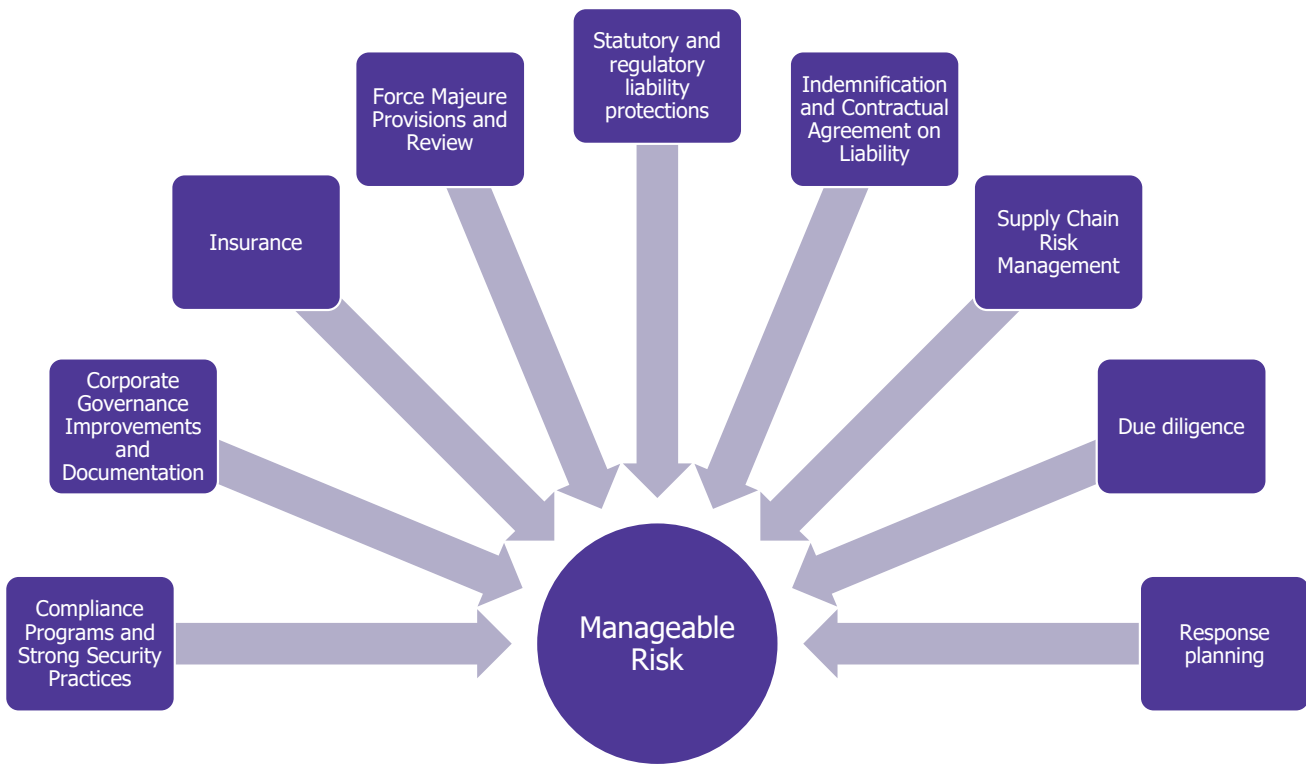 Statutory and
regulatory
liability
protections
Force Majeure
Provisions and
Review
Indemnification
and Contractual
Agreement on
Liability
Insurance
Supply Chain
Risk
Management
Corporate
Governance
Improvements
and
Documentation
Due diligence
Compliance
Programs and
Strong Security
Practices
Manageable
Risk
Response
planning